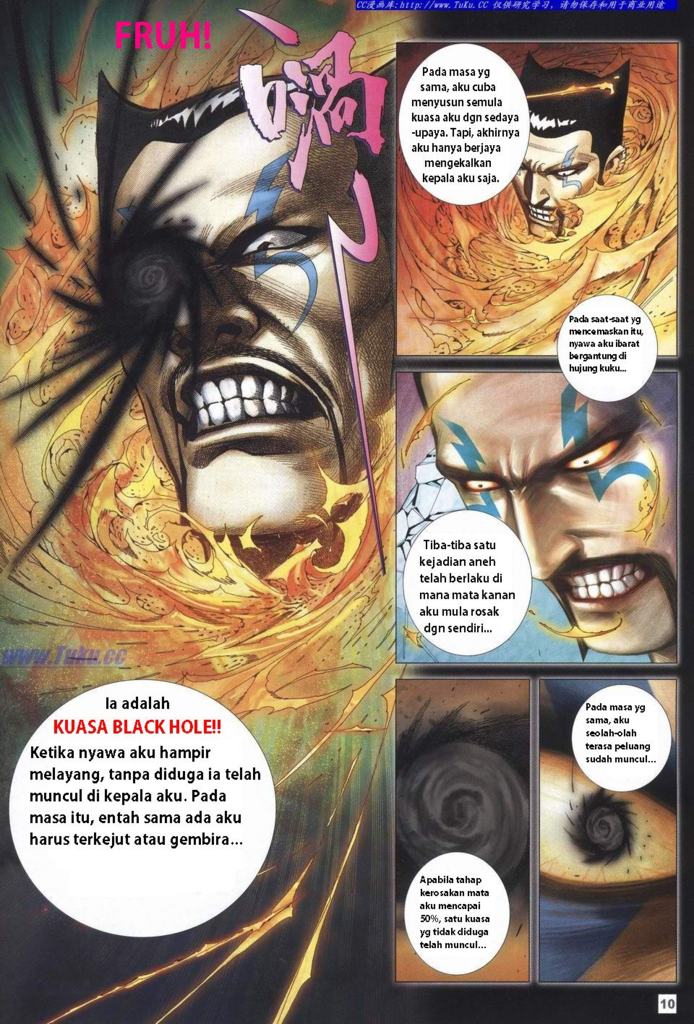 CC漫画库:http://www.TuKu.CC 仅供研究学习，请勿保存和用于商业用途
FRUH!
Pada masa yg
sama, aku cuba
menyusun semula
kuasa aku dgn sedaya
-upaya. Tapi, akhirnya
aku hanya berjaya
mengekalkan
kepala aku saja.
Pada saat-saat yg
mencemaskan itu,
nyawa aku ibarat
bergantung di
hujung kuku...
Tiba-tiba satu
kejadian aneh
telah berlaku di
mana mata kanan
aku mula rosak
dgn sendiri...
Pada masa yg
sama, aku
seolah-olah
terasa peluang
sudah muncul...
Apabila tahap
kerosakan mata
aku mencapai
50%, satu kuasa
yg tidak diduga
telah muncul...
www.Tuku.cc
Ia adalah
KUASA BLACK HOLE!!
Ketika nyawa aku hampir
melayang, tanpa diduga ia telah
muncul di kepala aku. Pada
masa itu, entah sama ada aku
harus terkejut atau gembira...
10